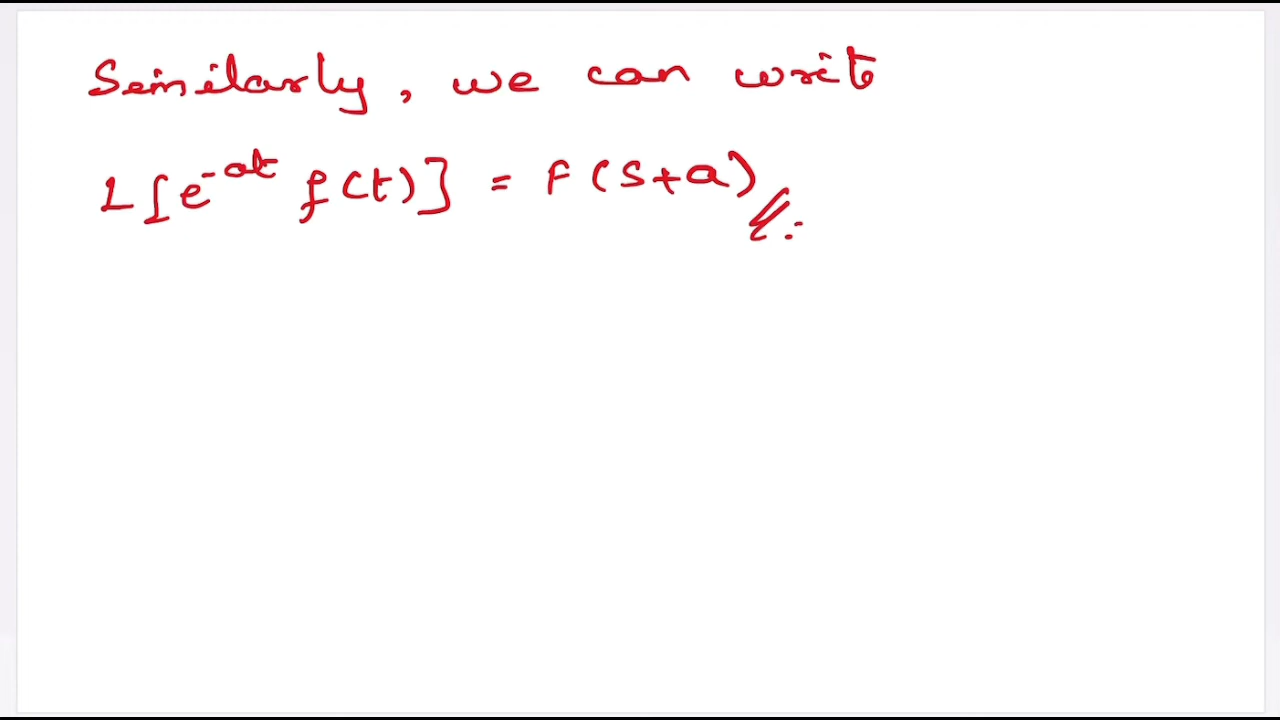 Similarly, we can write
L[e^{-at} f(t)] = F(s+a)